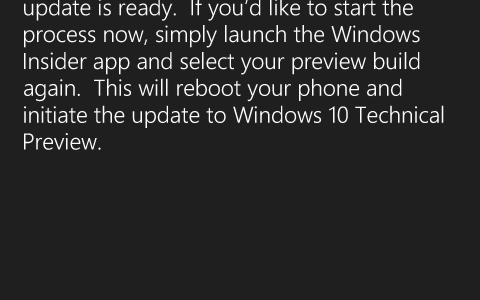 update is ready.  If you'd like to start the
process now, simply launch the Windows
Insider app and select your preview build
again.  This will reboot your phone and
initiate the update to Windows 10 Technical
Preview.